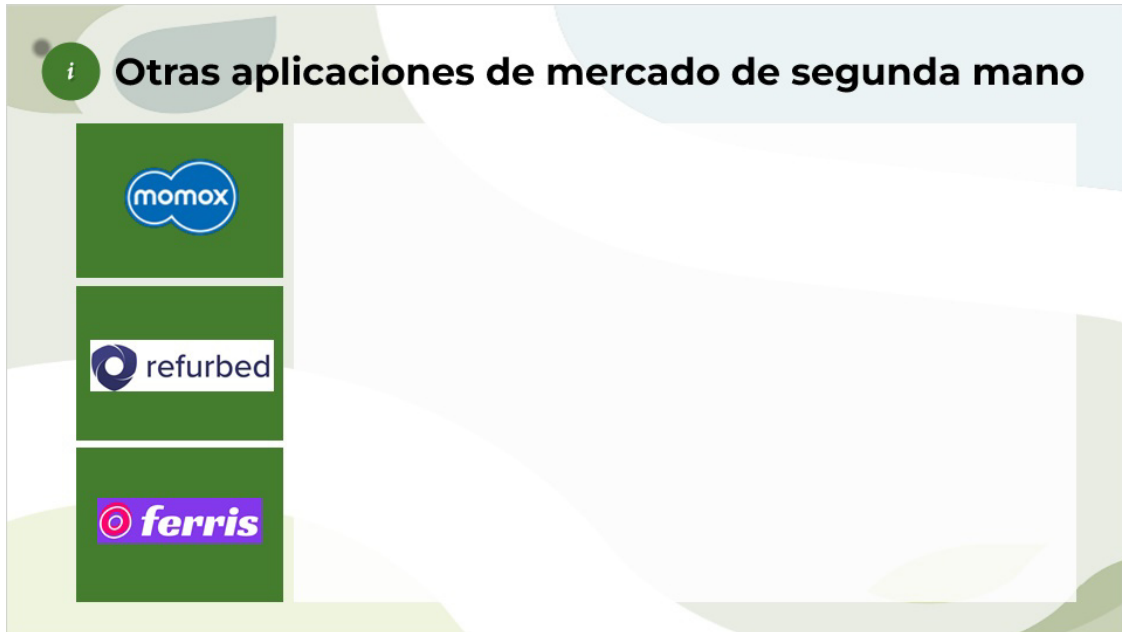 i
Otras aplicaciones de mercado de segunda mano
momox
refurbed
ferris